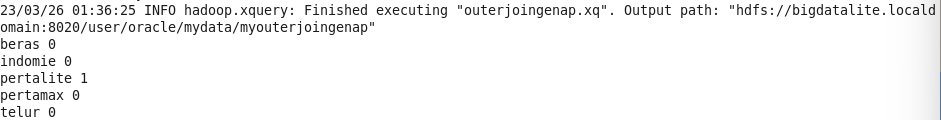 23/03/26 01:36:25 INFO hadoop.xquery: Finished executing "outerjoingenap.xq". Output path: "hdfs://bigdatalite.locald
omain:8020/user/oracle/mydata/myouterjoingenap"
beras 0
indomie 0
pertalite 1
pertamax 0
telur 0